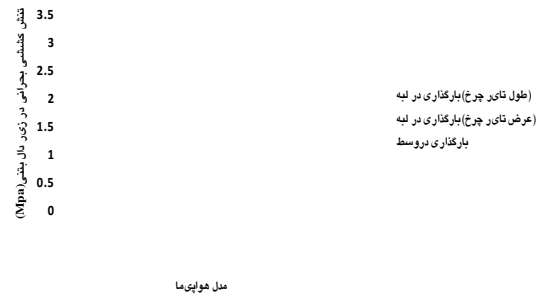 تنش کششی بحرانی در زیر دال بتنی(Mpa)
3.5
3
2.5
2
1.5
1
0.5
0
(طول تایر چرخ)بارگذاری در لبه
(عرض تایر چرخ)بارگذاری در لبه
بارگذاری دروسط
مدل هواپیما